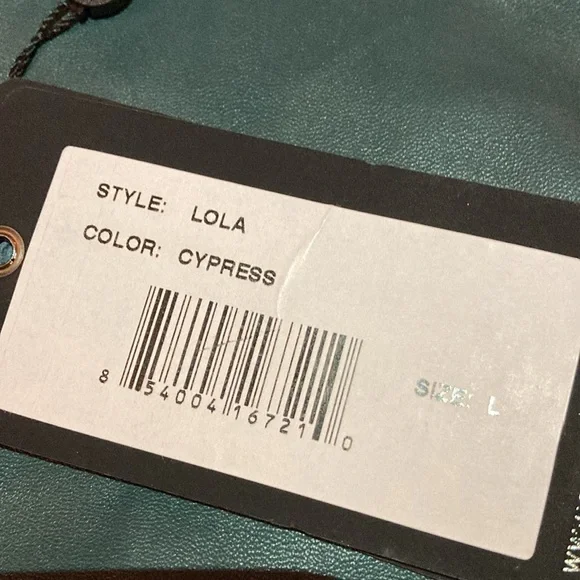 STYLE: LOLA
COLOR: CYPRESS
8 54004 16721 0
SIZE: L